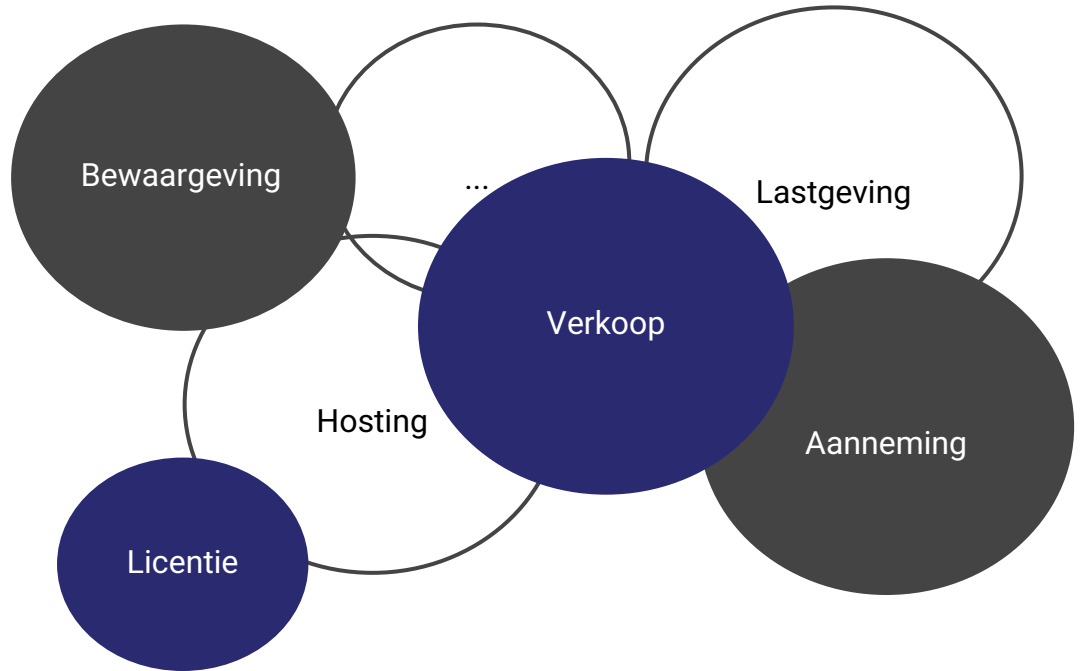 Bewaargeving
...
Lastgeving
Verkoop
Hosting
Aanneming
Licentie